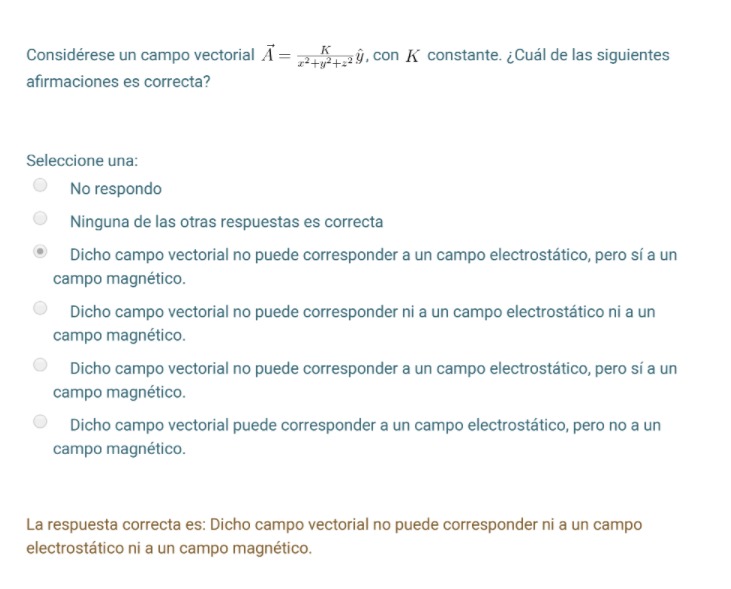 Considérese un campo vectorial $\vec{A} = \frac{K}{x^2+y^2+z^2}\hat{y}$, con $K$ constante. ¿Cuál de las siguientes
afirmaciones es correcta?
Seleccione una:
No respondo
Ninguna de las otras respuestas es correcta
Dicho campo vectorial no puede corresponder a un campo electrostático, pero sí a un
campo magnético.
Dicho campo vectorial no puede corresponder ni a un campo electrostático ni a un
campo magnético.
Dicho campo vectorial no puede corresponder a un campo electrostático, pero sí a un
campo magnético.
Dicho campo vectorial puede corresponder a un campo electrostático, pero no a un
campo magnético.
La respuesta correcta es: Dicho campo vectorial no puede corresponder ni a un campo
electrostático ni a un campo magnético.